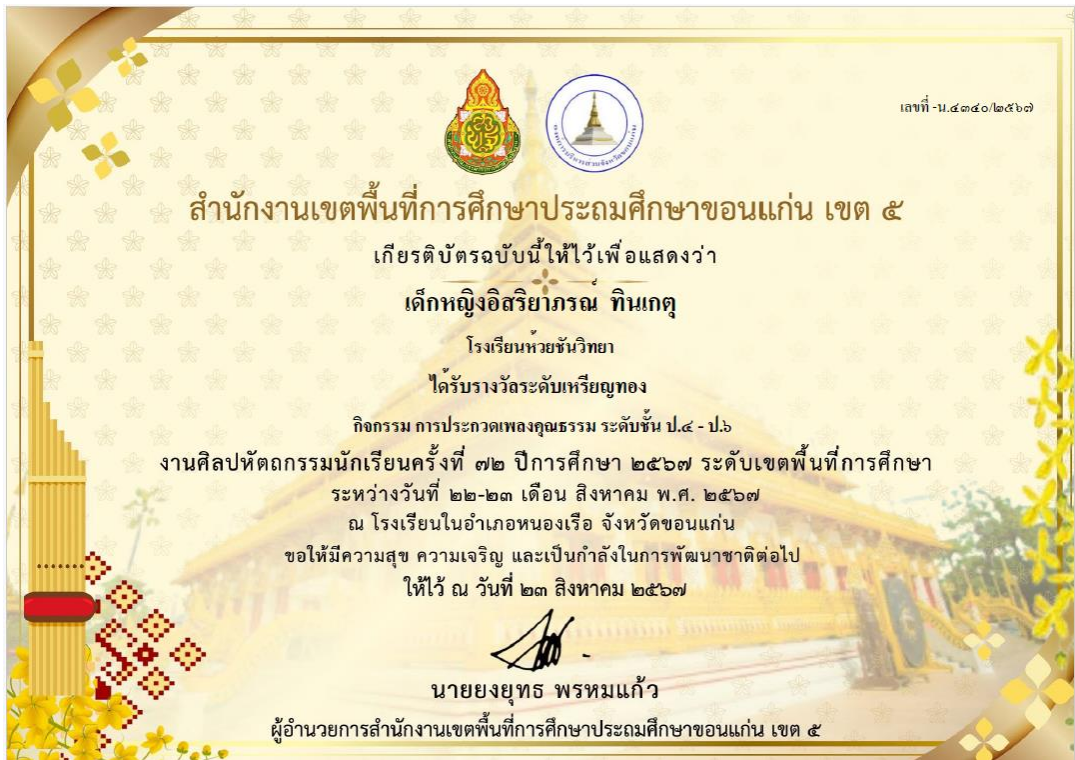 เลขที่ -น.๔๓๔๐/๒๕๖๗
สำนักงานเขตพื้นที่การศึกษาประถมศึกษาขอนแก่น เขต ๕
เกียรติบัตรฉบับนี้ให้ไว้เพื่อแสดงว่า
เด็กหญิงอิสริยาภรณ์ ทินเกตุ
โรงเรียนห้วยชันวิทยา
ได้รับรางวัลระดับเหรียญทอง
กิจกรรม การประกวดเพลงคุณธรรม ระดับชั้น ป.๔ - ป.๖
งานศิลปหัตถกรรมนักเรียนครั้งที่ ๗๒ ปีการศึกษา ๒๕๖๗ ระดับเขตพื้นที่การศึกษา
ระหว่างวันที่ ๒๒-๒๓ เดือน สิงหาคม พ.ศ. ๒๕๖๗
ณ โรงเรียนในอำเภอหนองเรือ จังหวัดขอนแก่น
ขอให้มีความสุข ความเจริญ และเป็นกำลังในการพัฒนาชาติต่อไป
ให้ไว้ ณ วันที่ ๒๓ สิงหาคม ๒๕๖๗
นายยงยุทธ พรหมแก้ว
ผู้อำนวยการสำนักงานเขตพื้นที่การศึกษาประถมศึกษาขอนแก่น เขต ๕